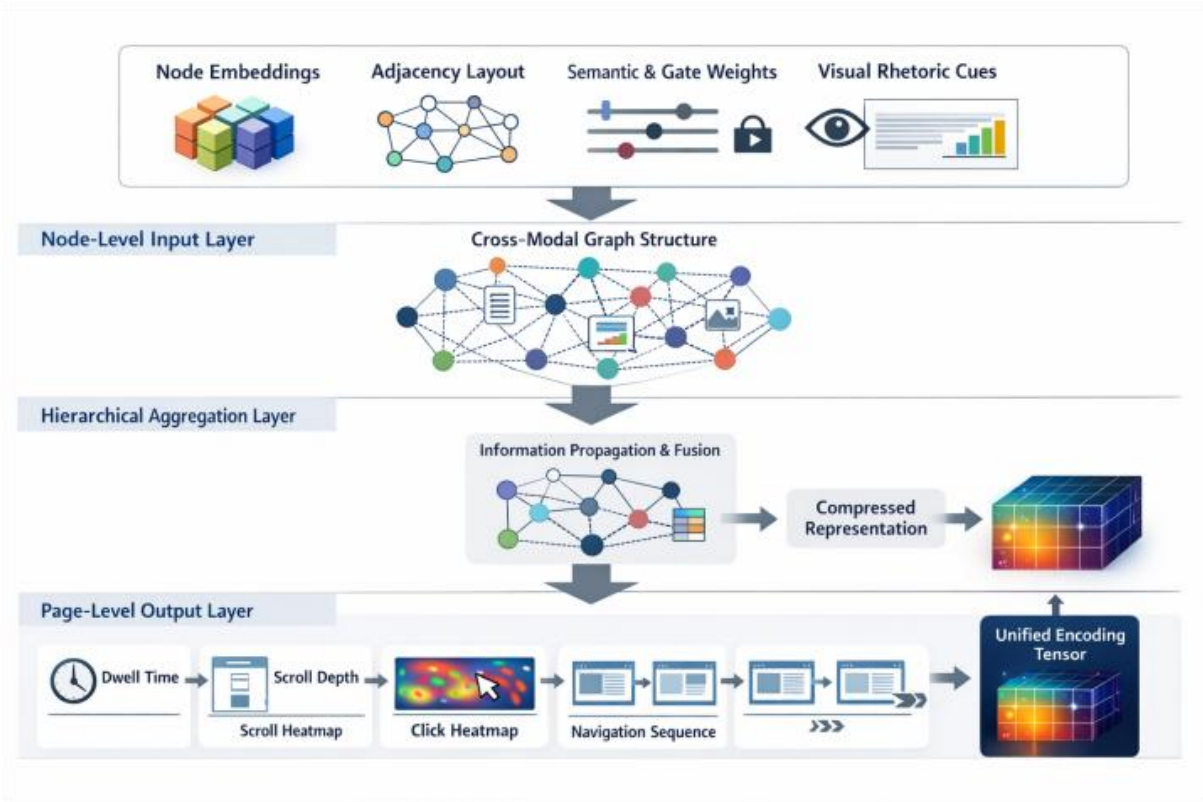 Node Embeddings
Adjacency Layout
Semantic & Gate Weights
Visual Rhetoric Cues
Node-Level Input Layer
Cross-Modal Graph Structure
Hierarchical Aggregation Layer
Information Propagation & Fusion
Compressed
Representation
Page-Level Output Layer
Unified Encoding
Tensor
Dwell Time
Scroll Depth
Scroll Heatmap
Click Heatmap
Navigation Sequence